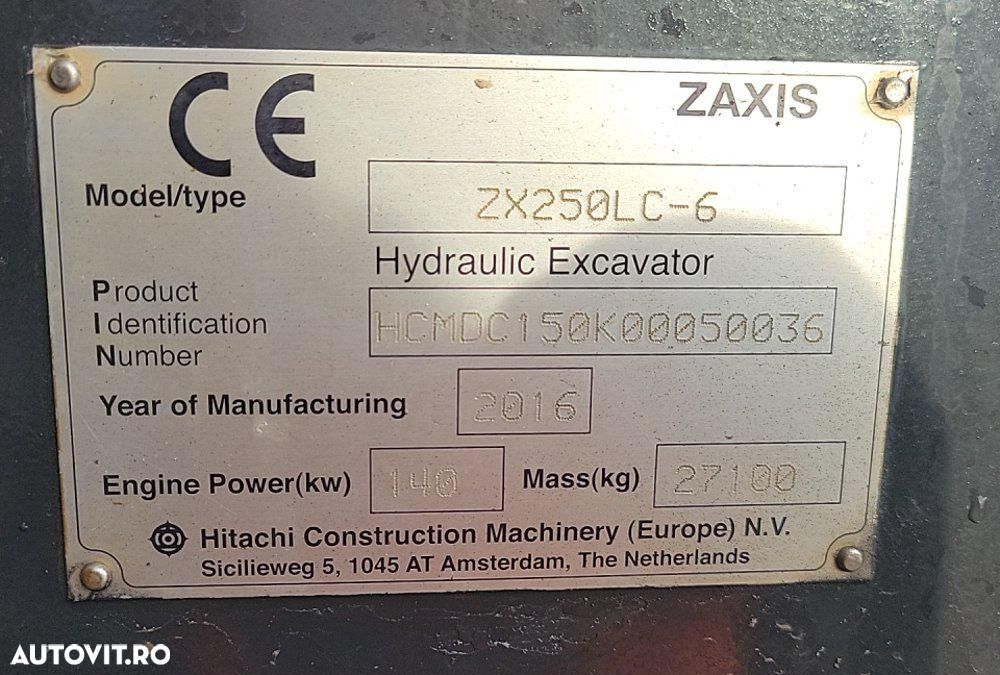 CE
ZAXIS
Model/type ZX250LC-6
Hydraulic Excavator
Product
Identification HCMDC150K00050036
Number
Year of Manufacturing 2016
Engine Power(kw) 140 Mass(kg) 27100
Hitachi Construction Machinery (Europe) N.V.
Sicilieweg 5, 1045 AT Amsterdam, The Netherlands
AUTOVIT.RO